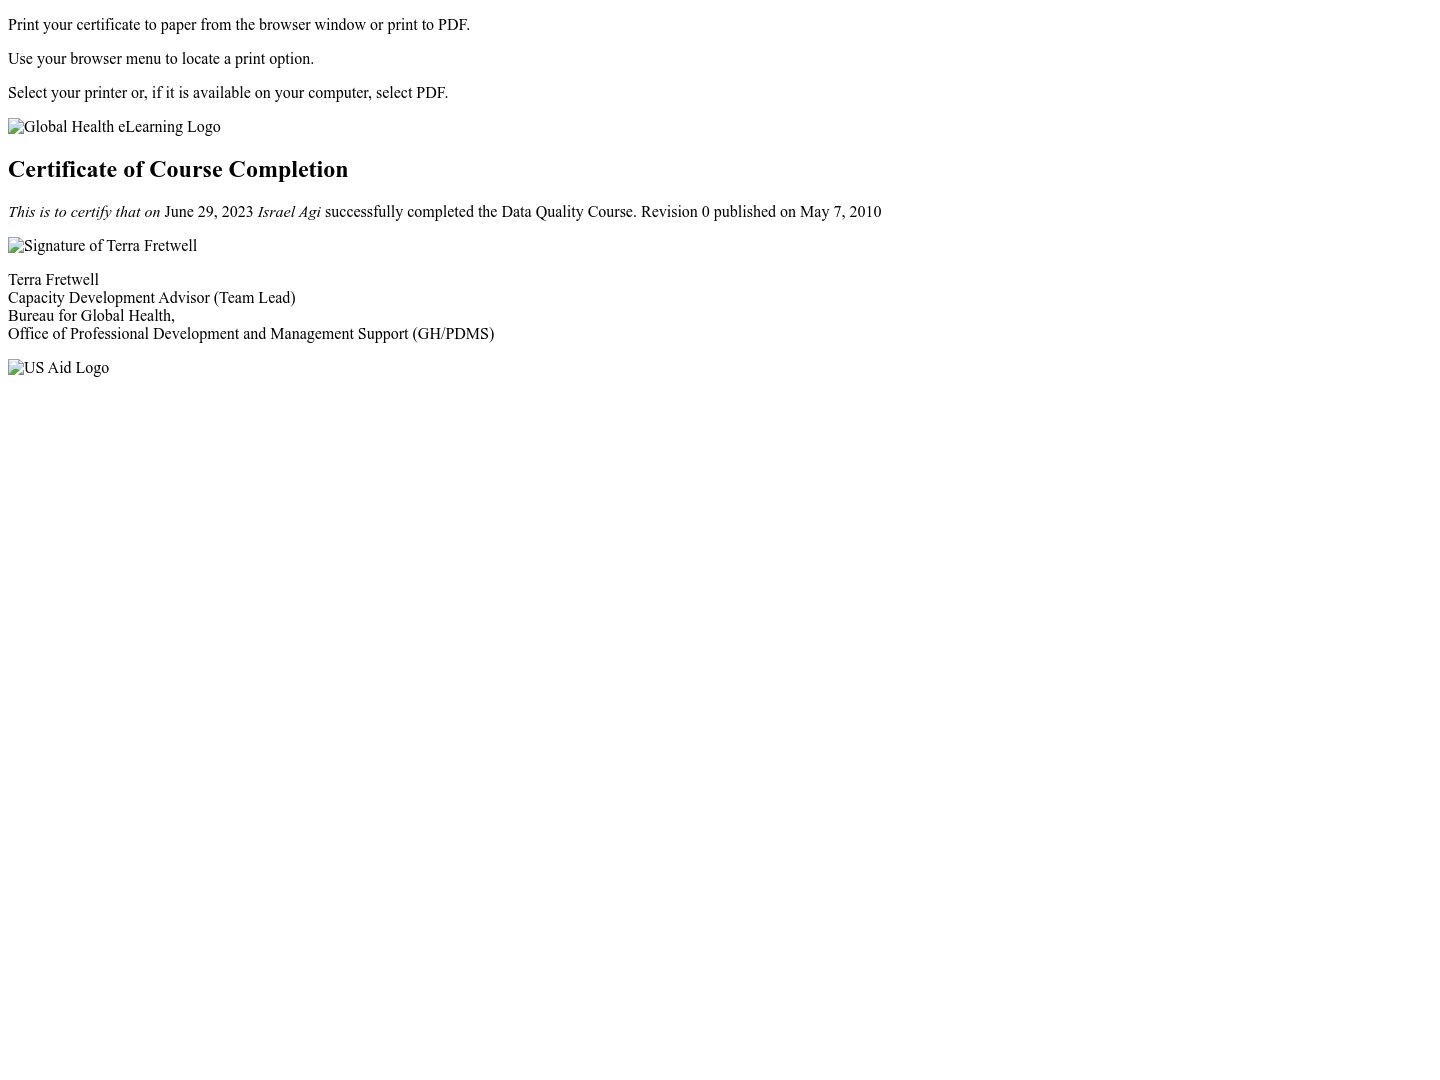 Print your certificate to paper from the browser window or print to PDF.
Use your browser menu to locate a print option.
Select your printer or, if it is available on your computer, select PDF.
Global Health eLearning Logo
Certificate of Course Completion
This is to certify that on June 29, 2023 Israel Agi successfully completed the Data Quality Course. Revision 0 published on May 7, 2010
Signature of Terra Fretwell
Terra Fretwell
Capacity Development Advisor (Team Lead)
Bureau for Global Health,
Office of Professional Development and Management Support (GH/PDMS)
US Aid Logo